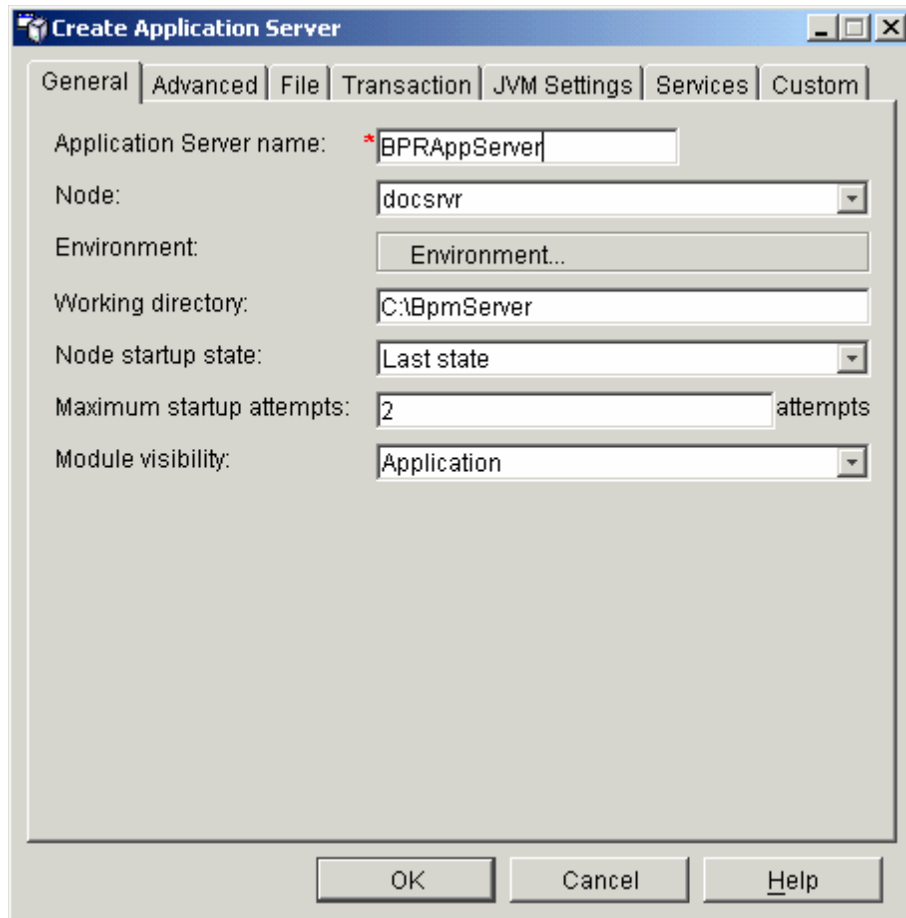 Create Application Server
General Advanced File Transaction JVM Settings Services Custom
Application Server name: *BPRAppServer
Node: docsrvr
Environment: Environment...
Working directory: C:\BpmServer
Node startup state: Last state
Maximum startup attempts: 2 attempts
Module visibility: Application
OK Cancel Help